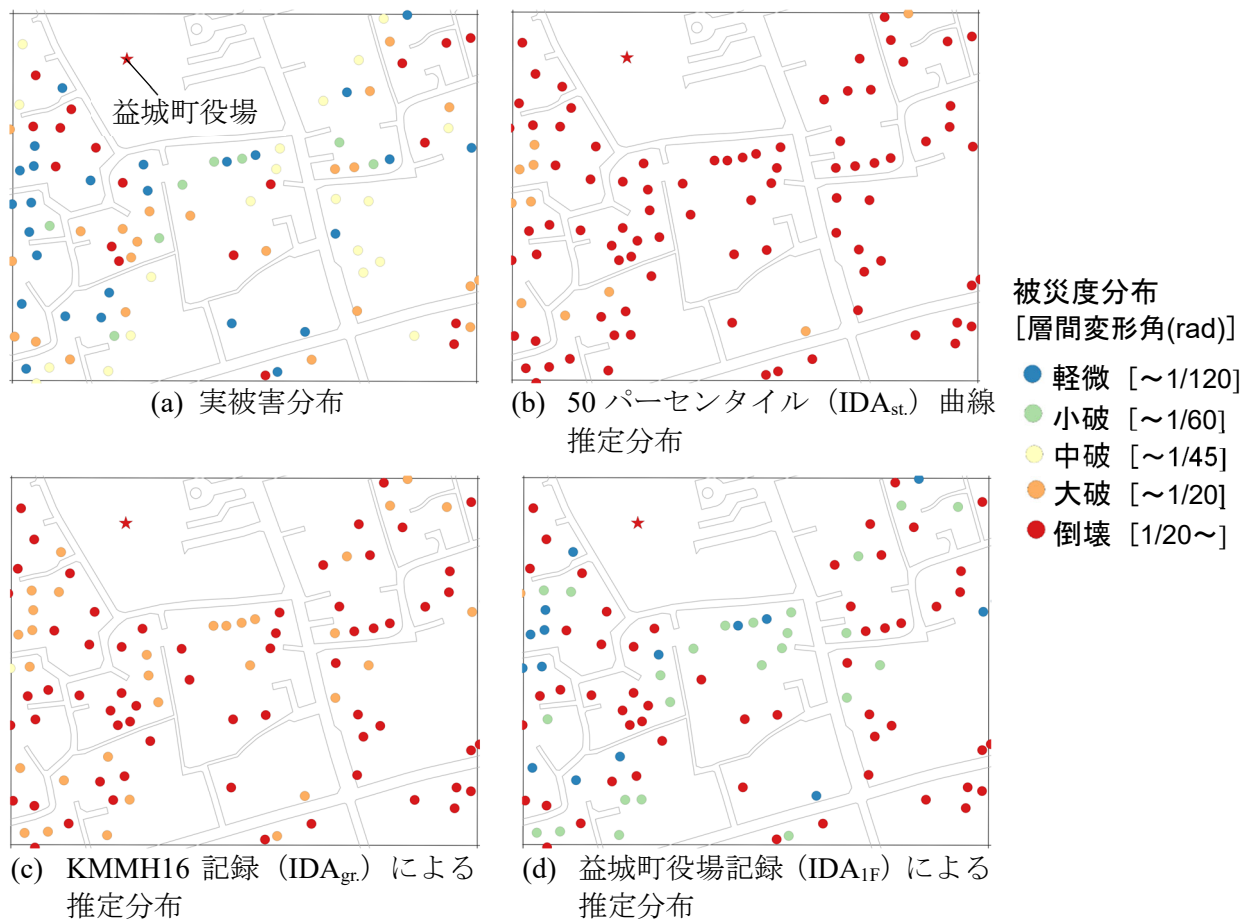 益城町役場
(a) 実被害分布
(b) 50 パーセンタイル（IDAst.）曲線
推定分布
被災度分布
［層間変形角(rad)］
軽微［～1/120］
小破［～1/60］
中破［～1/45］
大破［～1/20］
倒壊［1/20～］
(c) KMMH16 記録（IDAgr.）による
推定分布
(d) 益城町役場記録（IDA1F）による
推定分布